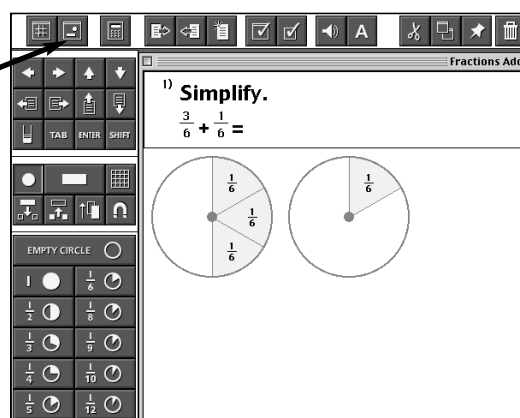 A
Fractions Add
TAB ENTER SHIFT
1) Simplify.
3/6 + 1/6 =
1/6 1/6
1/6
1/6
EMPTY CIRCLE
1 1/6
1/2 1/8
1/3 1/9
1/4 1/10
1/5 1/12